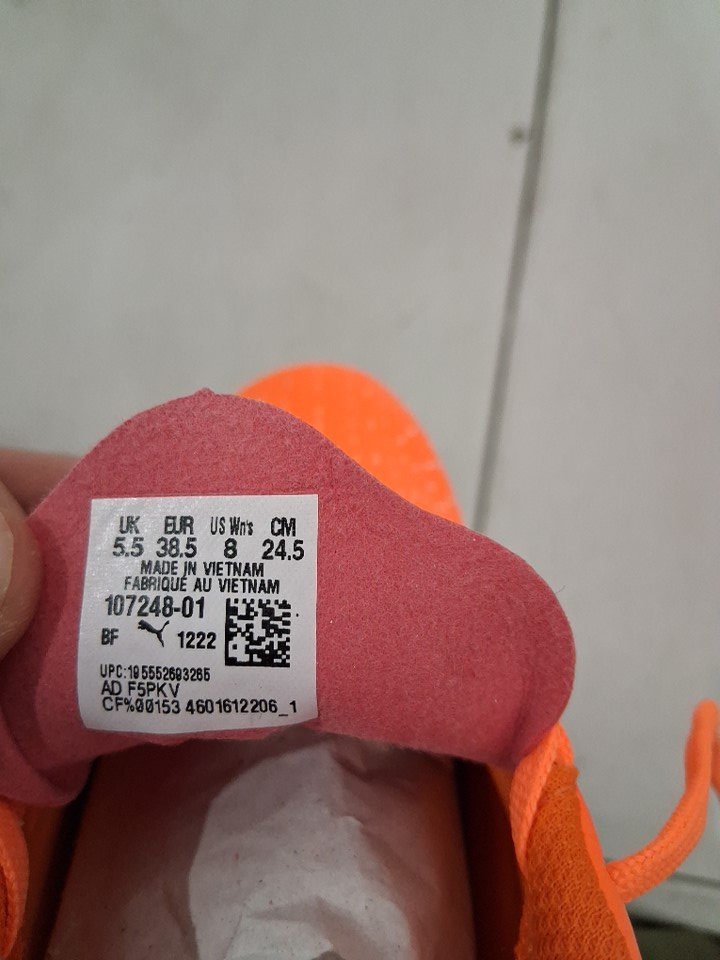 UK EUR US Wn's CM
5.5 38.5 8 24.5
MADE IN VIETNAM
FABRIQUÉ AU VIETNAM
107248-01
BF 1222
UPC:195552693265
AD F5PKV
CF%00153 4601612206_1